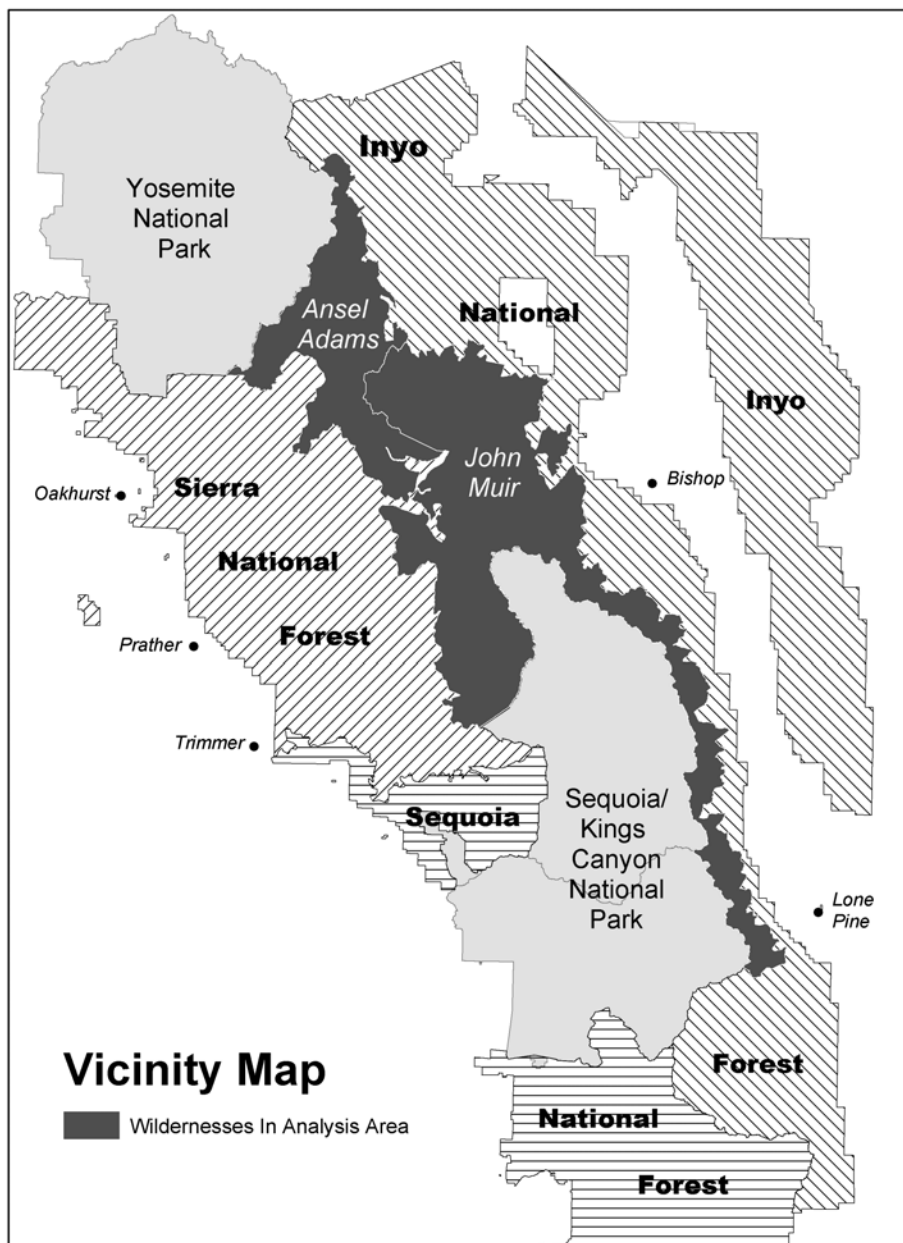 Inyo
Yosemite
National
Park
Ansel
Adams
National
Inyo
John
Muir
Bishop
Oakhurst
Sierra
National
Forest
Prather
Trimmer
Sequoia
Sequoia/
Kings
Canyon
National
Park
Lone
Pine
Vicinity Map
Wildernesses In Analysis Area
Forest
National
Forest